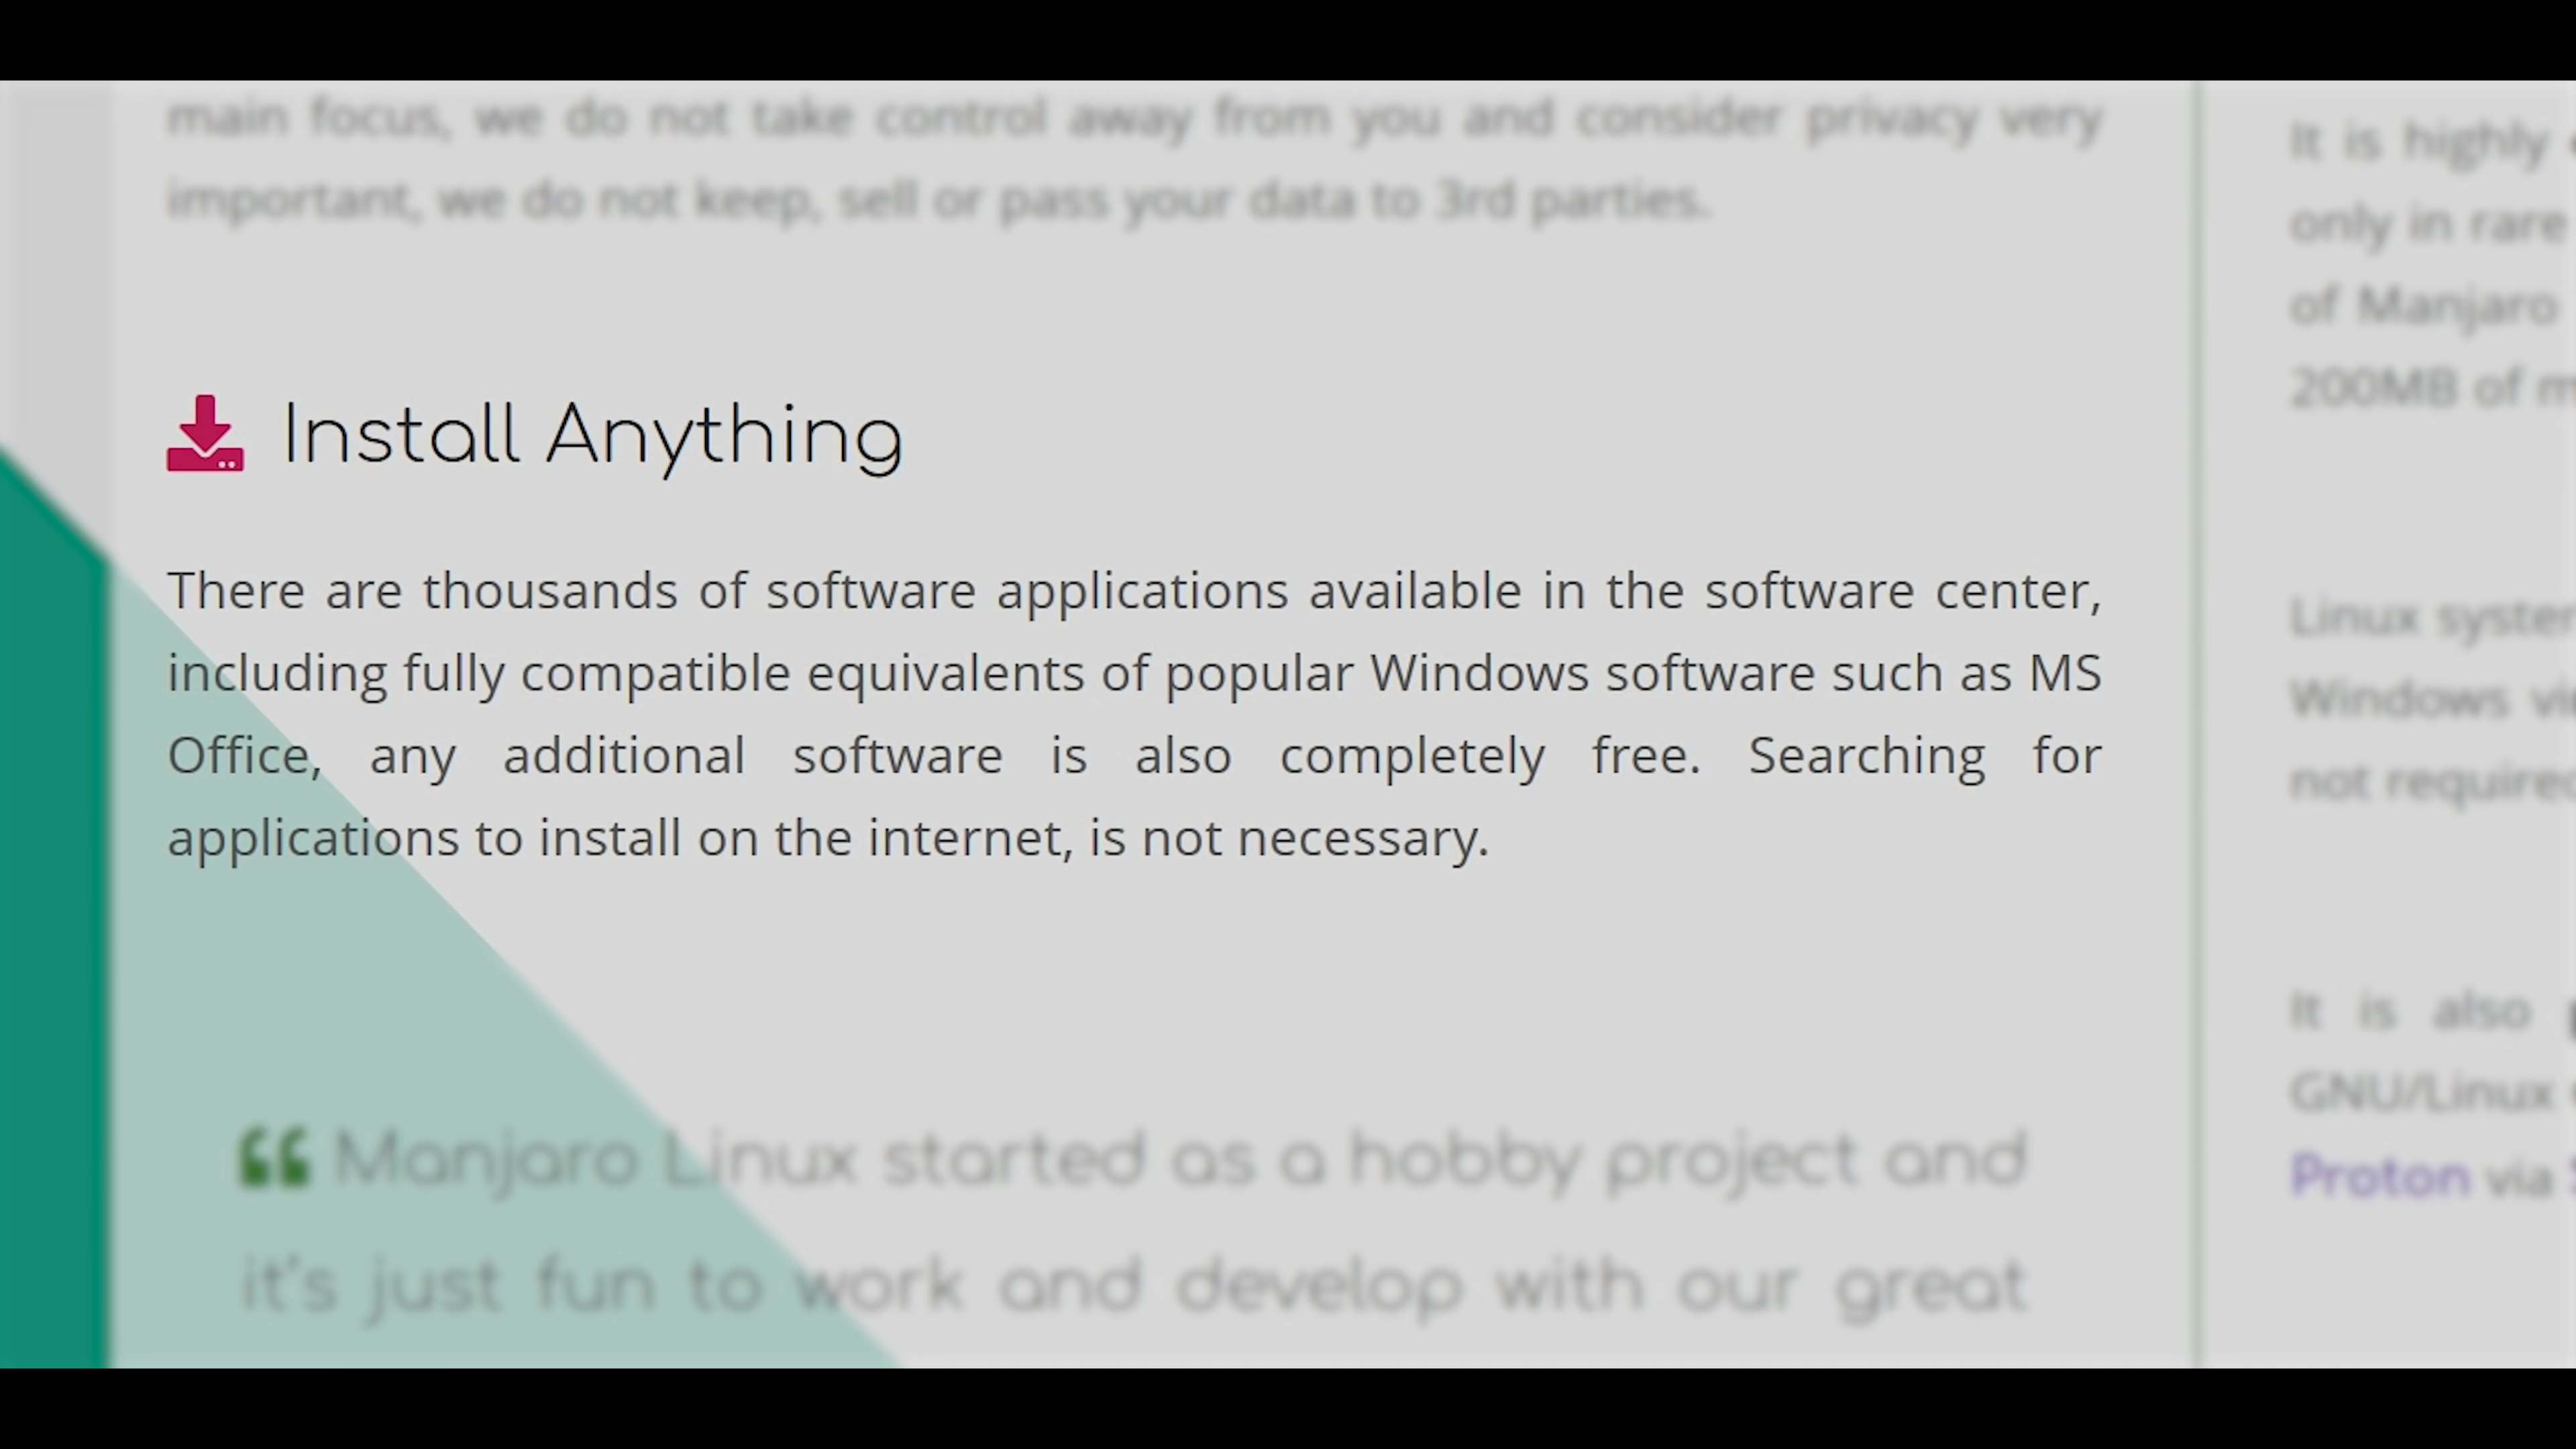 main focus, we do not take control away from you and consider privacy very
important, we do not keep, sell or pass your data to 3rd parties.
Install Anything
There are thousands of software applications available in the software center,
including fully compatible equivalents of popular Windows software such as MS
Office, any additional software is also completely free. Searching for
applications to install on the internet, is not necessary.
Manjaro Linux started as a hobby project and
it's just fun to work and develop with our great
It is highly
only in rare
of Manjaro
200MB of
Linux
Windows
not
It is also
GNU/Linux
Proton via